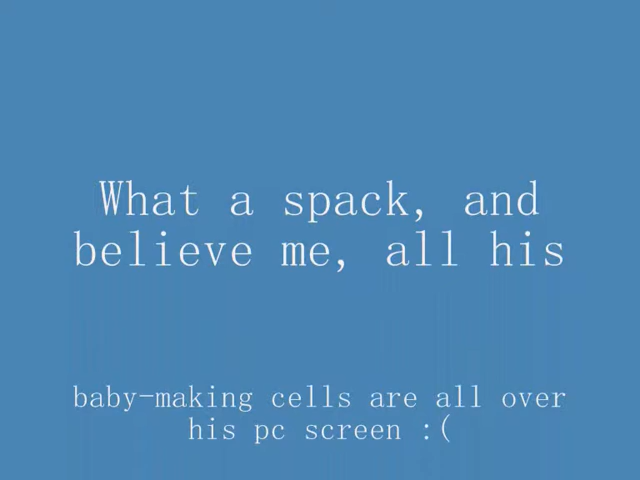 What a spack, and
believe me, all his
baby-making cells are all over
his pc screen :(